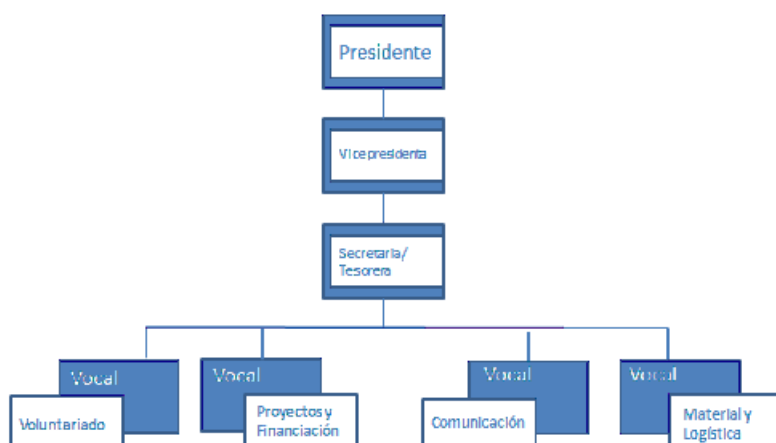 Presidente
Vicepresidenta
Secretaria/
Tesorera
Vocal
Voluntariado
Vocal
Proyectos y
Financiación
Vocal
Comunicación
Vocal
Material y
Logística